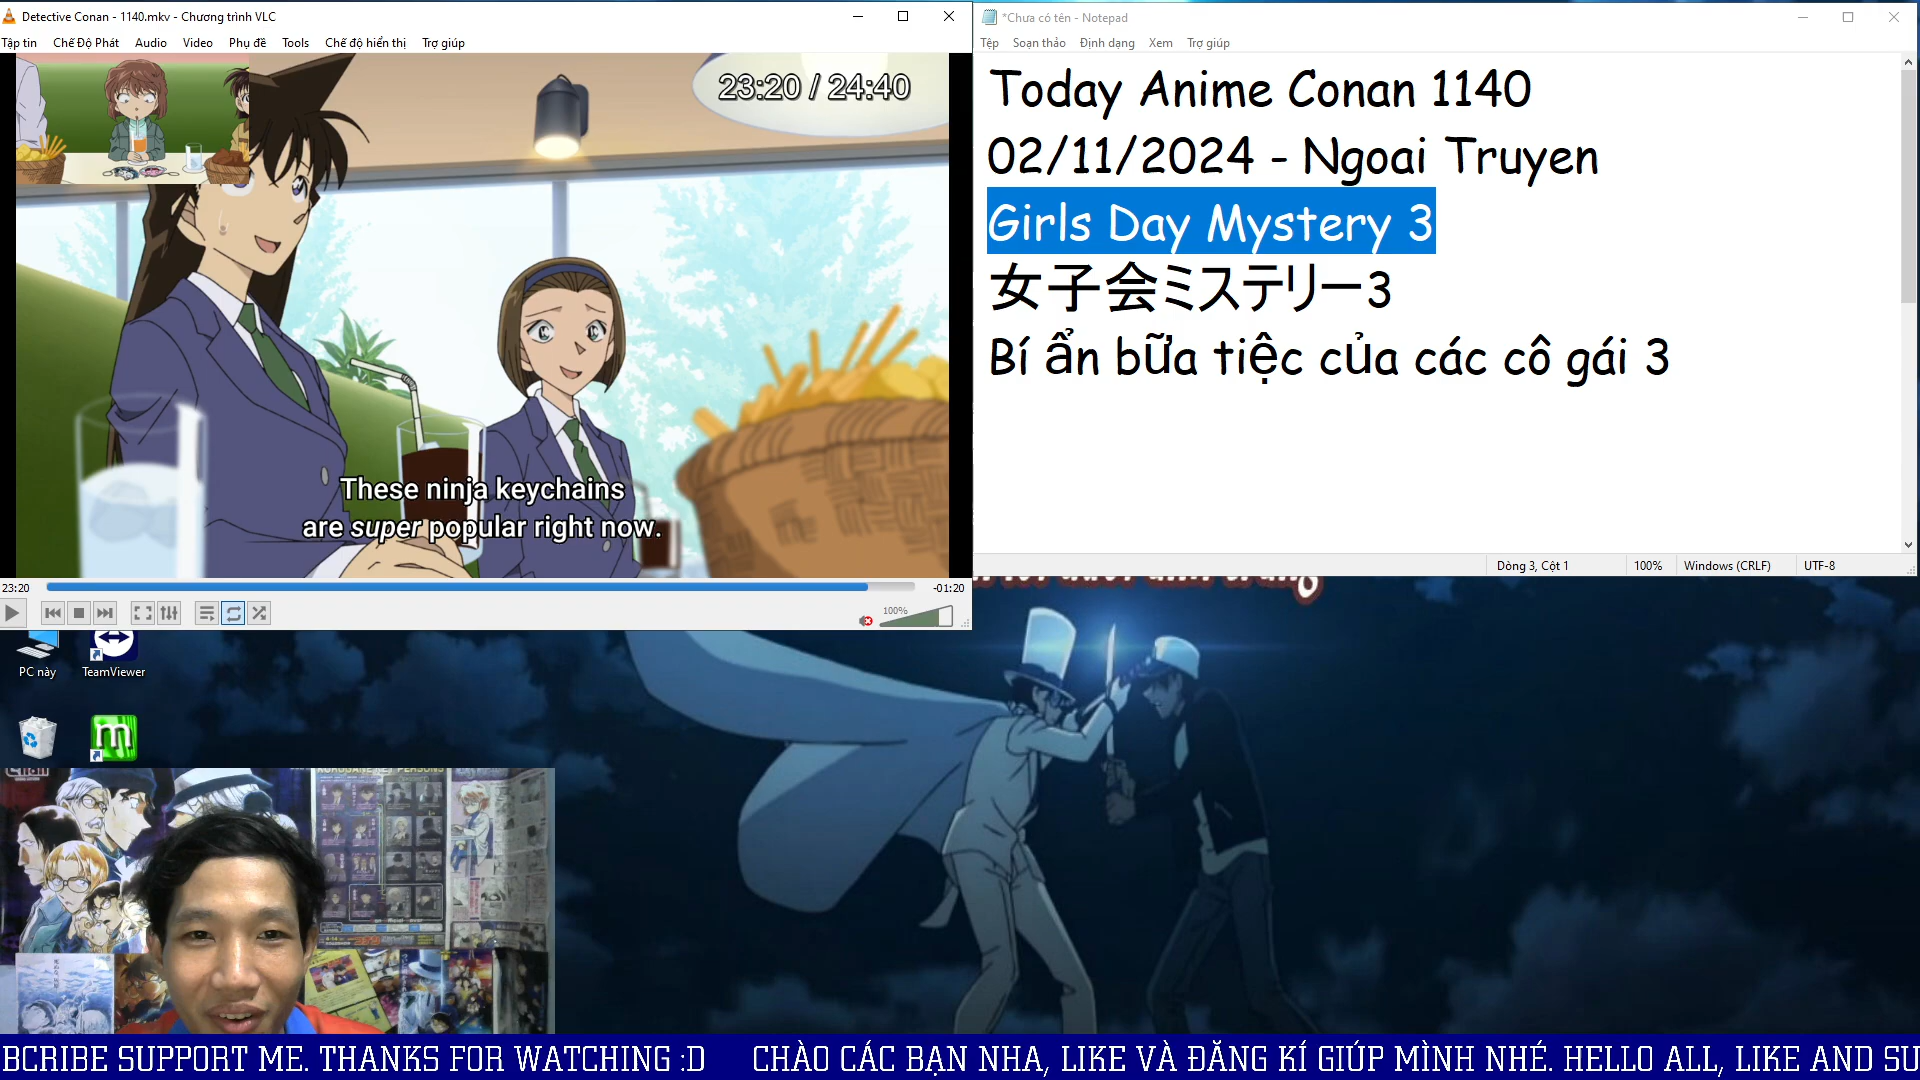 Detective Conan - 1140.mkv - Chương trình VLC
Tập tin Chế Độ Phát Audio Video Phụ đề Tools Chế độ hiển thị Trợ giúp
23:20 / 24:40
These ninja keychains
are super popular right now.
23:20
-01:20
100%
*Chưa có tên - Notepad
Tệp Soạn thảo Định dạng Xem Trợ giúp
Today Anime Conan 1140
02/11/2024 - Ngoai Truyen
Girls Day Mystery 3
女子会ミステリー3
Bí ẩn bữa tiệc của các cô gái 3
Dòng 3, Cột 1 100% Windows (CRLF) UTF-8
PC này TeamViewer
BCRIBE SUPPORT ME. THANKS FOR WATCHING :D CHÀO CÁC BẠN NHA, LIKE VÀ ĐĂNG KÍ GIÚP MÌNH NHÉ. HELLO ALL, LIKE AND SU